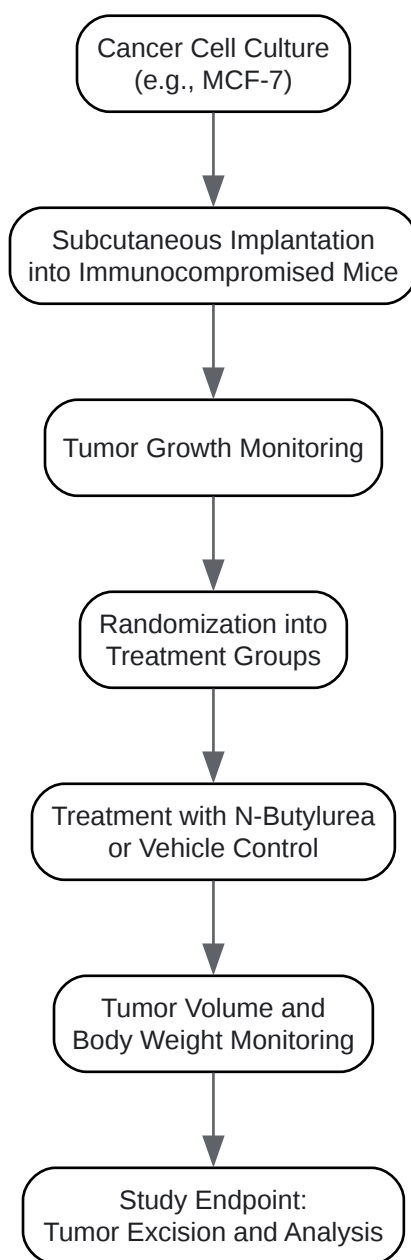 Cancer Cell Culture
(e.g., MCF-7)
Subcutaneous Implantation
into Immunocompromised Mice
Tumor Growth Monitoring
Randomization into
Treatment Groups
Treatment with N-Butylurea
or Vehicle Control
Tumor Volume and
Body Weight Monitoring
Study Endpoint:
Tumor Excision and Analysis